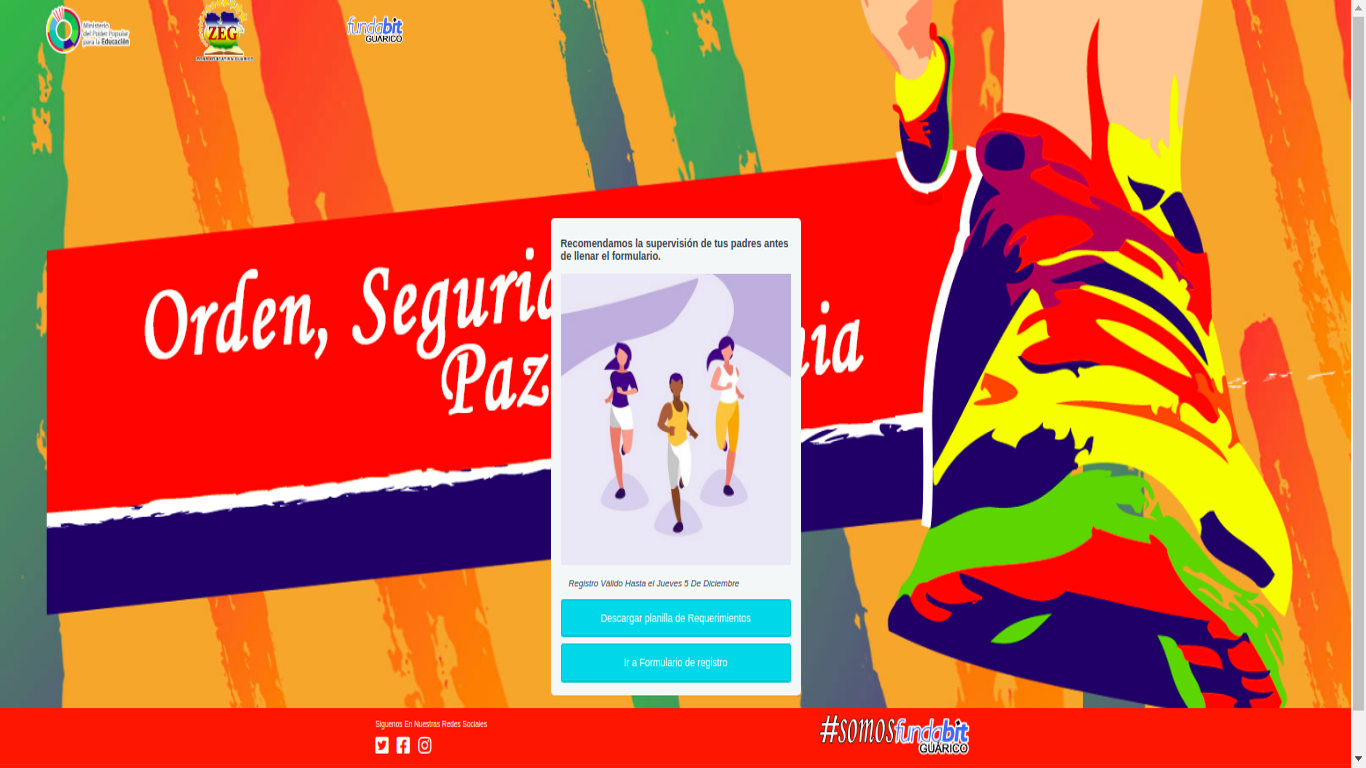 Ministerio
del Poder Popular
para la Educación
ZEG
fundabit
GUÁRICO
Recomendamos la supervisión de tus padres antes
de llenar el formulario.
Orden, Segurid
Paz nia
Registro Válido Hasta el Jueves 5 De Diciembre
Descargar planilla de Requerimientos
Ir a Formulario de registro
Siguenos En Nuestras Redes Sociales
#somosfundabit
GUÁRICO